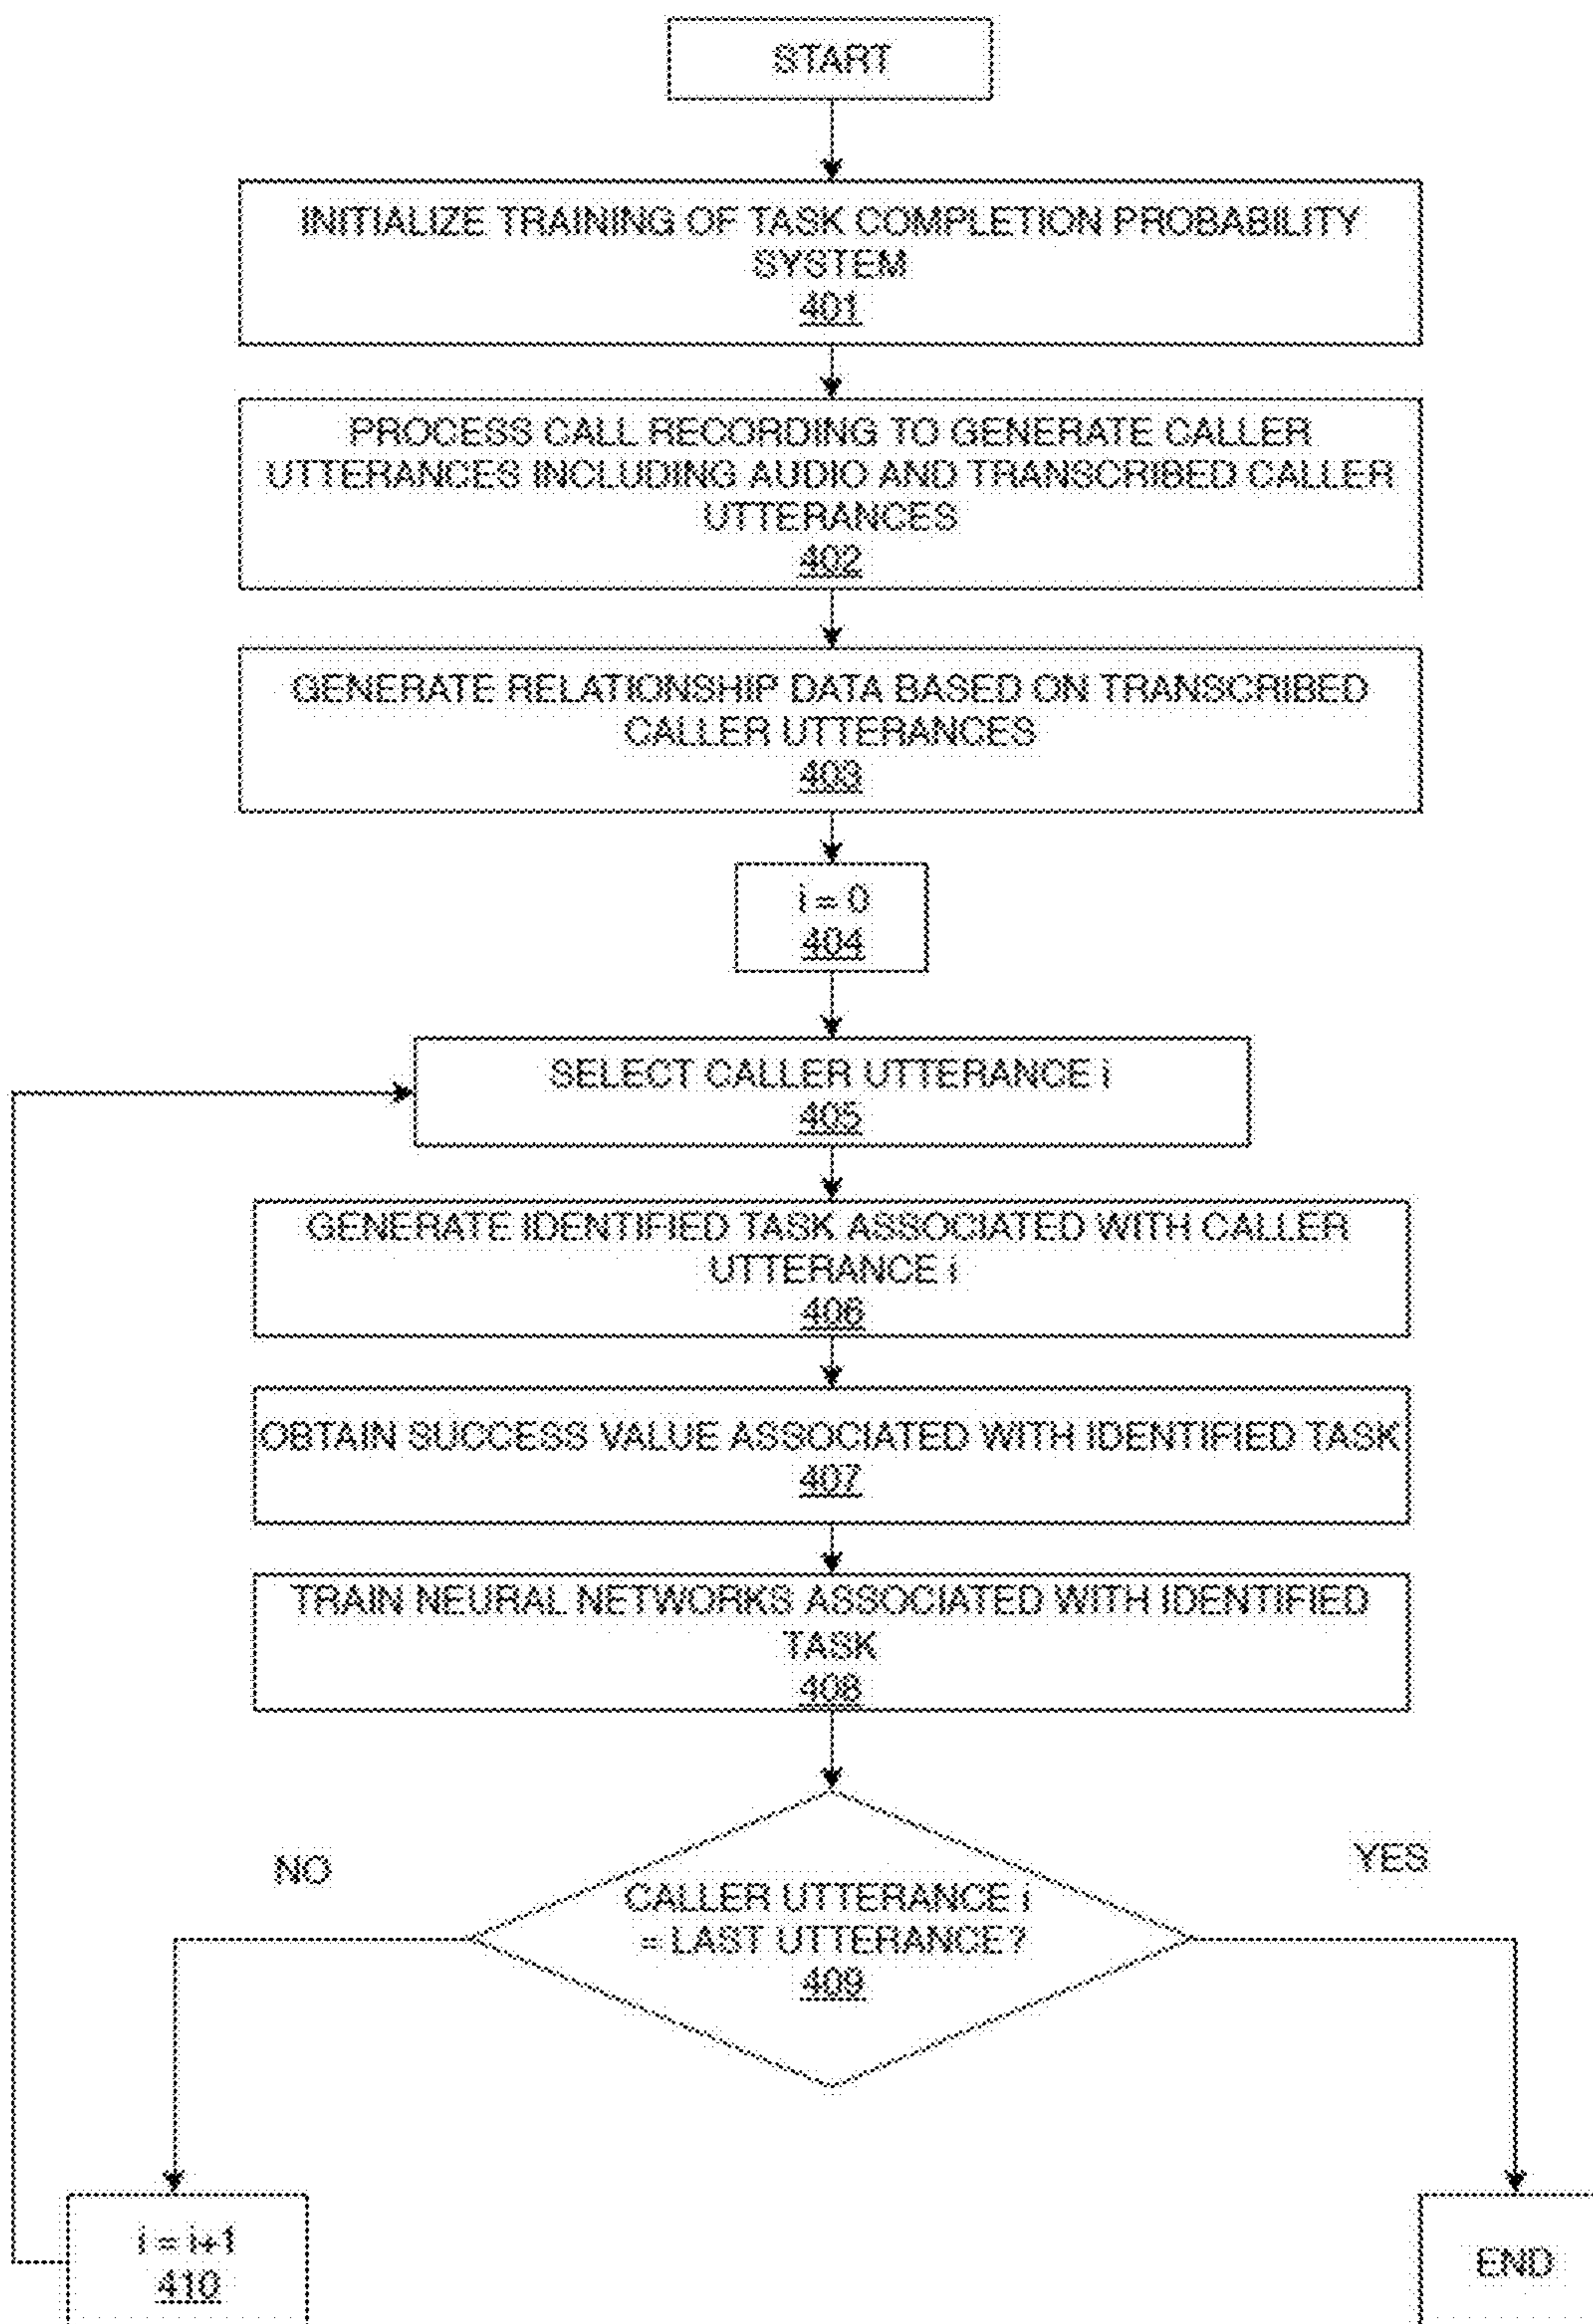 START
INITIALIZE TRAINING OF TASK COMPLETION PROBABILITY
SYSTEM
401
PROCESS CALL RECORDING TO GENERATE CALLER
UTTERANCES INCLUDING AUDIO AND TRANSCRIBED CALLER
UTTERANCES
402
GENERATE RELATIONSHIP DATA BASED ON TRANSCRIBED
CALLER UTTERANCES
403
i = 0
404
SELECT CALLER UTTERANCE i
405
GENERATE IDENTIFIED TASK ASSOCIATED WITH CALLER
UTTERANCE i
406
OBTAIN SUCCESS VALUE ASSOCIATED WITH IDENTIFIED TASK
407
TRAIN NEURAL NETWORKS ASSOCIATED WITH IDENTIFIED
TASK
408
NO
YES
CALLER UTTERANCE i
= LAST UTTERANCE?
409
i = i+1
410
END